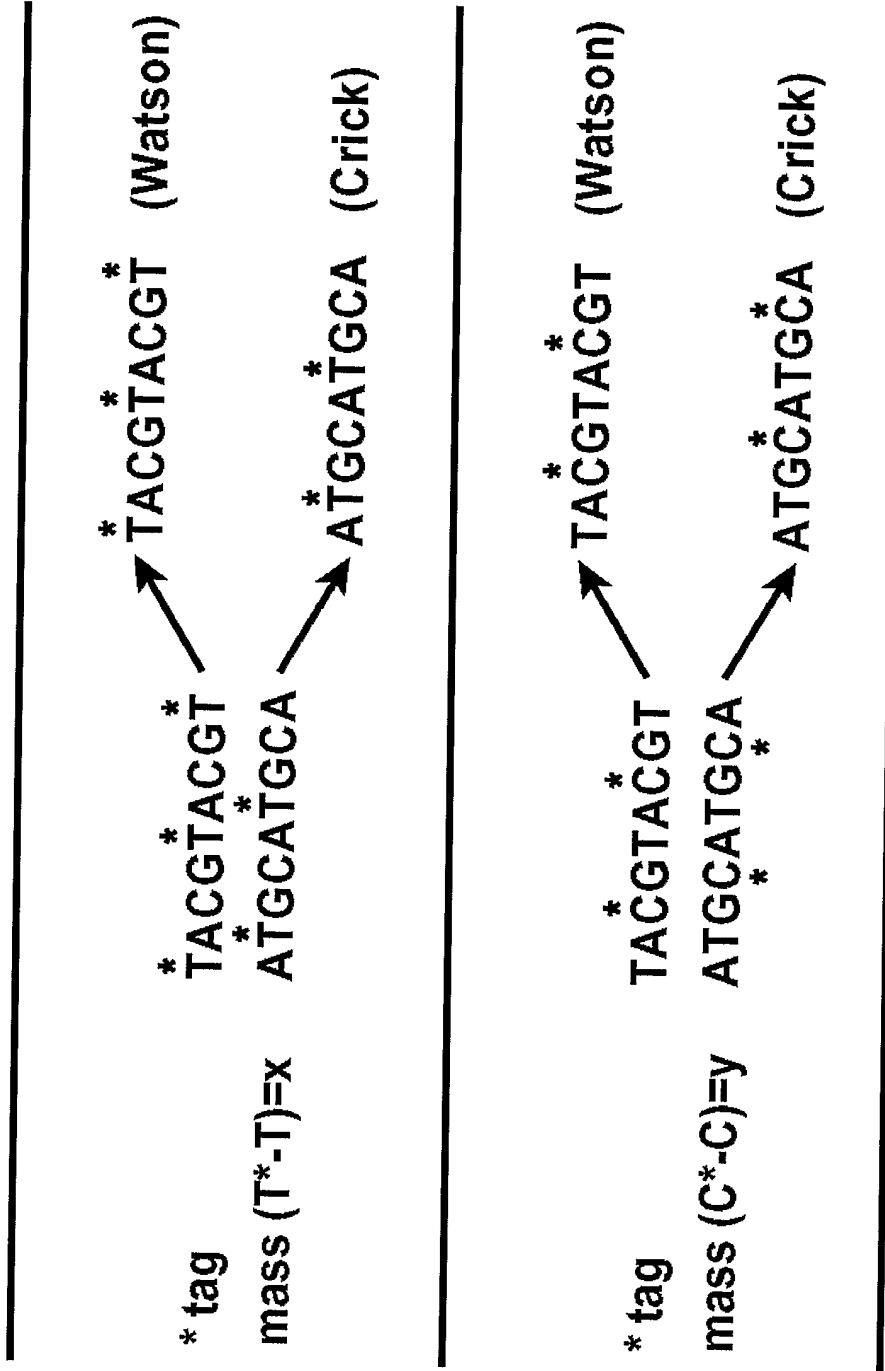 * tag
mass (T*-T)=x
* * *
TACGTACGT
* *
ATGCATGCA
* * *
TACGTACGT (Watson)
* *
ATGCATGCA (Crick)
* tag
mass (C*-C)=y
* *
TACGTACGT
ATGCATGCA
* *
* *
TACGTACGT (Watson)
* *
ATGCATGCA (Crick)